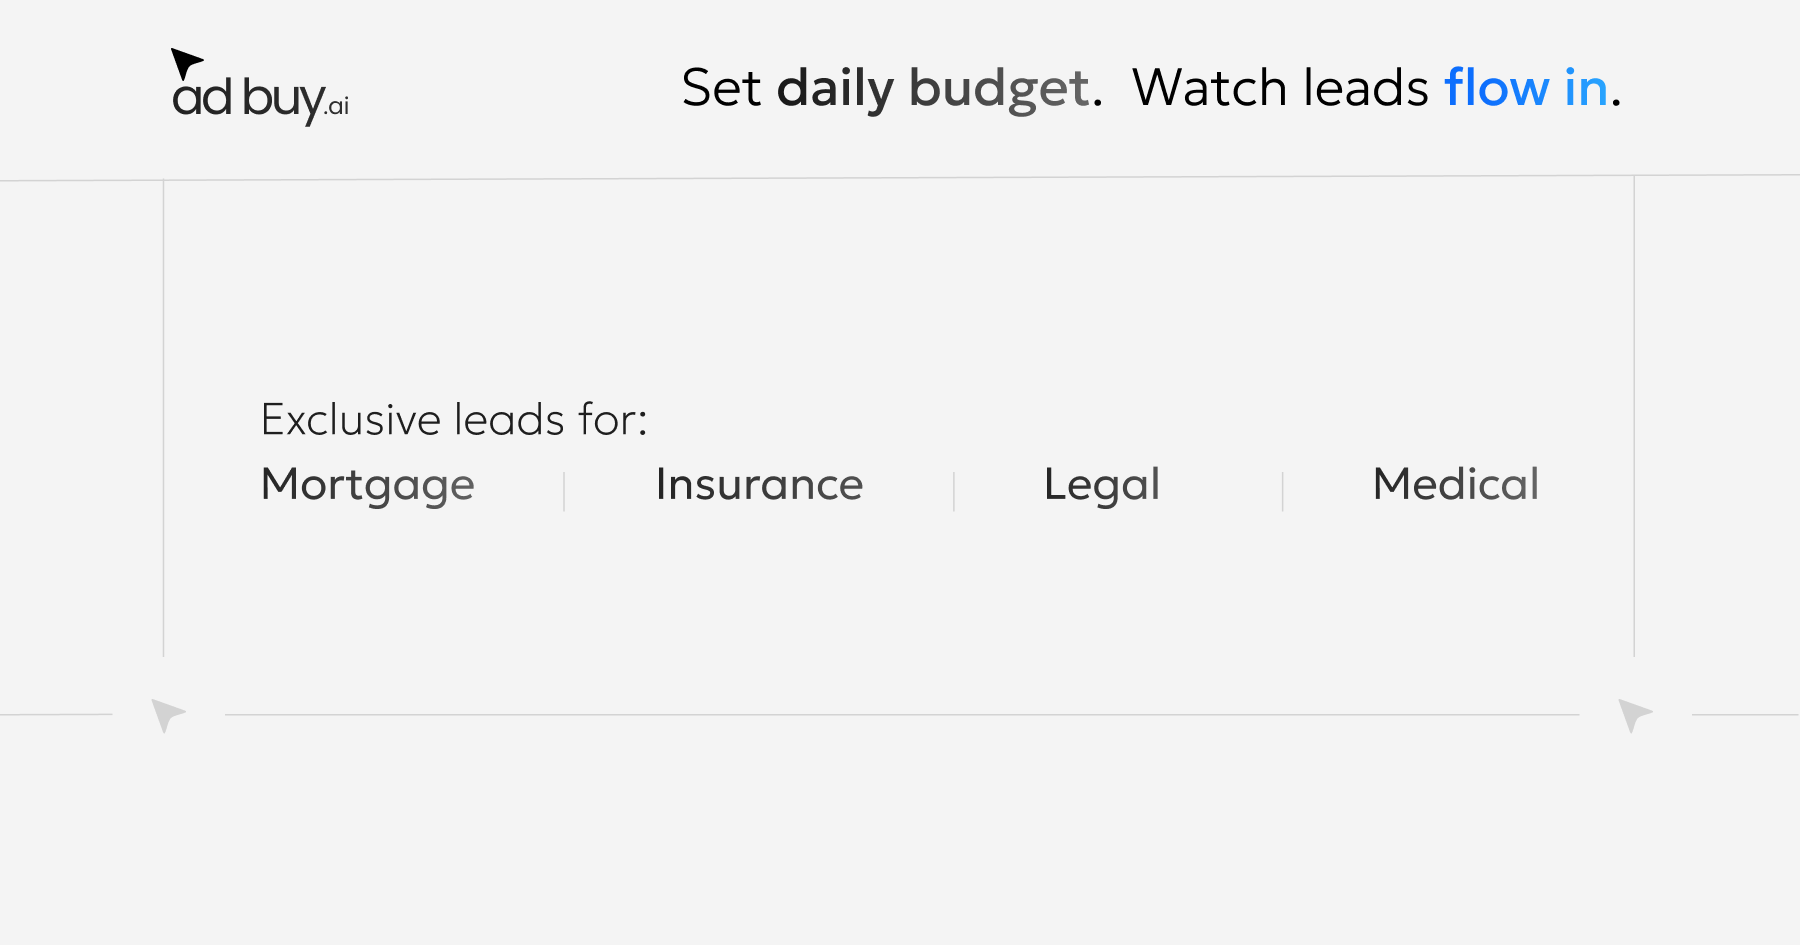 ad buy.ai
Set daily budget. Watch leads flow in.
Exclusive leads for:
Mortgage Insurance Legal Medical